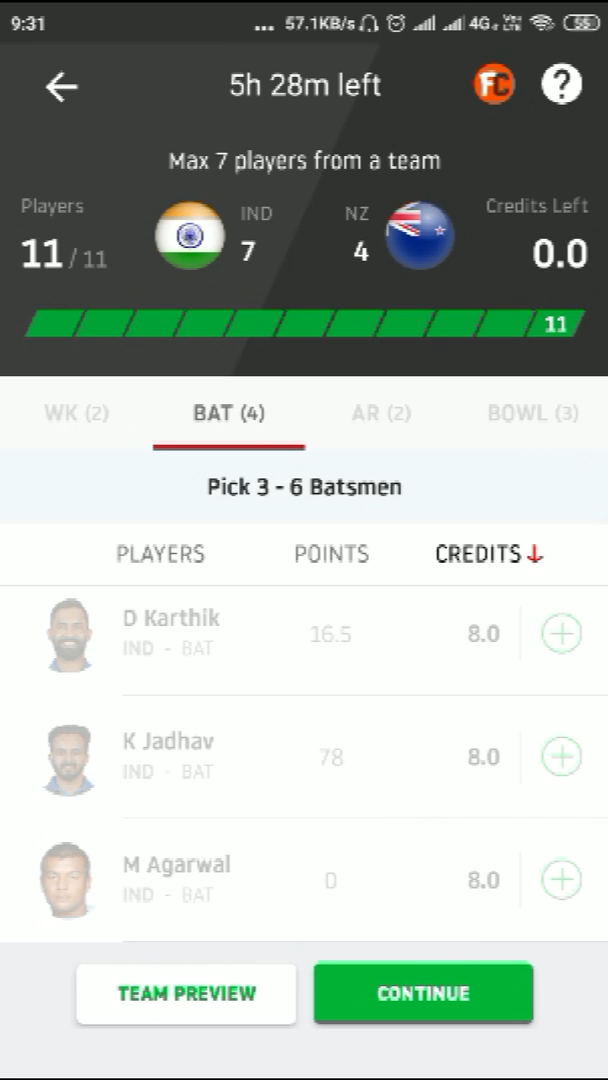 9:31 ... 57.1KB/s 4G+ Vo LTE 55
5h 28m left FC ?
Max 7 players from a team
Players IND NZ Credits Left
11 / 11 7 4 0.0
11
WK (2) BAT (4) AR (2) BOWL (3)
Pick 3 - 6 Batsmen
PLAYERS POINTS CREDITS
D Karthik
IND - BAT 16.5 8.0
K Jadhav
IND - BAT 78 8.0
M Agarwal
IND - BAT 0 8.0
TEAM PREVIEW CONTINUE